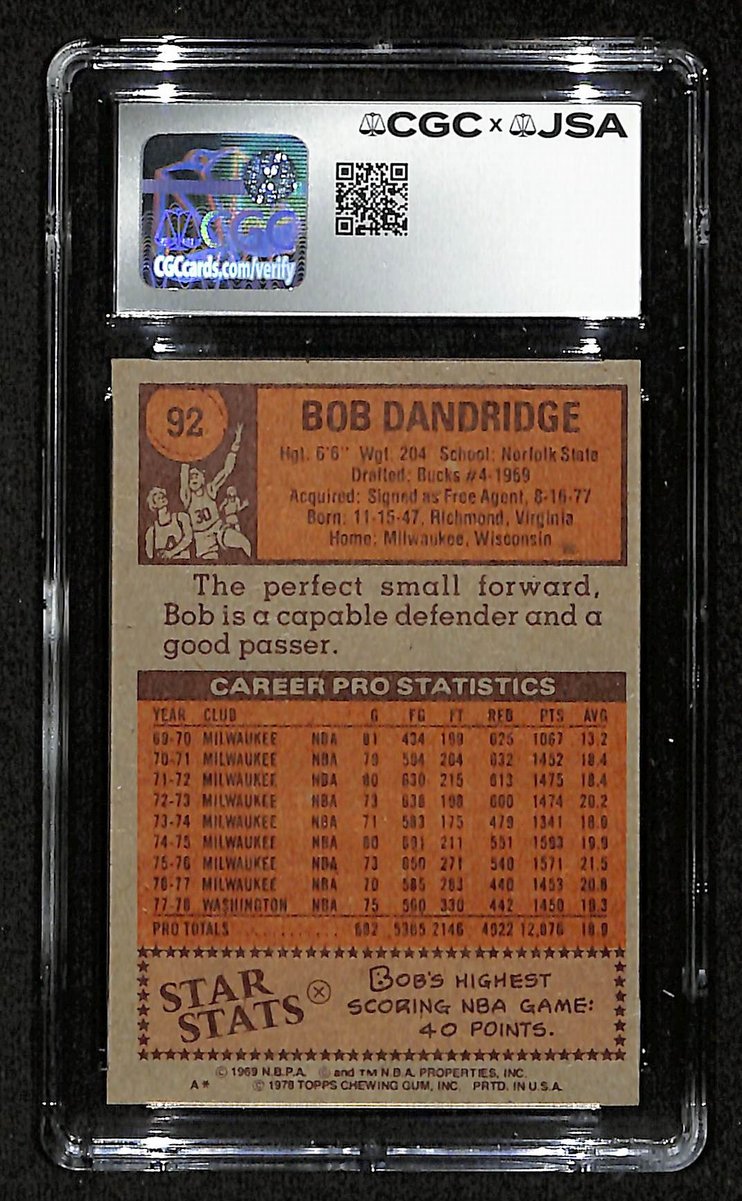 CGC x JSA
CGC
CGCcards.com/verify
92
BOB DANDRIDGE
Hgt. 6'6" Wgt. 204 School: Norfolk State
Drafted: Bucks #4-1969
Acquired: Signed as Free Agent, 8-16-77
Born: 11-15-47, Richmond, Virginia
Home: Milwaukee, Wisconsin
30
The perfect small forward,
Bob is a capable defender and a
good passer.
CAREER PRO STATISTICS
YEAR CLUB G FG FT REB PTS AVG
69-70 MILWAUKEE NBA 81 434 199 625 1067 13.2
70-71 MILWAUKEE NBA 79 594 264 632 1452 18.4
71-72 MILWAUKEE NBA 80 630 215 613 1475 18.4
72-73 MILWAUKEE NBA 73 638 198 600 1474 20.2
73-74 MILWAUKEE NBA 71 583 175 479 1341 18.9
74-75 MILWAUKEE NBA 80 691 211 551 1593 19.9
75-76 MILWAUKEE NBA 73 650 271 540 1571 21.5
76-77 MILWAUKEE NBA 70 585 283 440 1453 20.8
77-78 WASHINGTON NBA 75 560 330 442 1450 19.3
PRO TOTALS . . . . . . . . . . 682 5365 2146 4922 12,876 18.9
STAR
STATS
BOB'S HIGHEST
SCORING NBA GAME:
40 POINTS.
© 1969 N.B.P.A. © and TM N.B.A. PROPERTIES, INC.
A* © 1978 TOPPS CHEWING GUM, INC. PRTD. IN U.S.A.